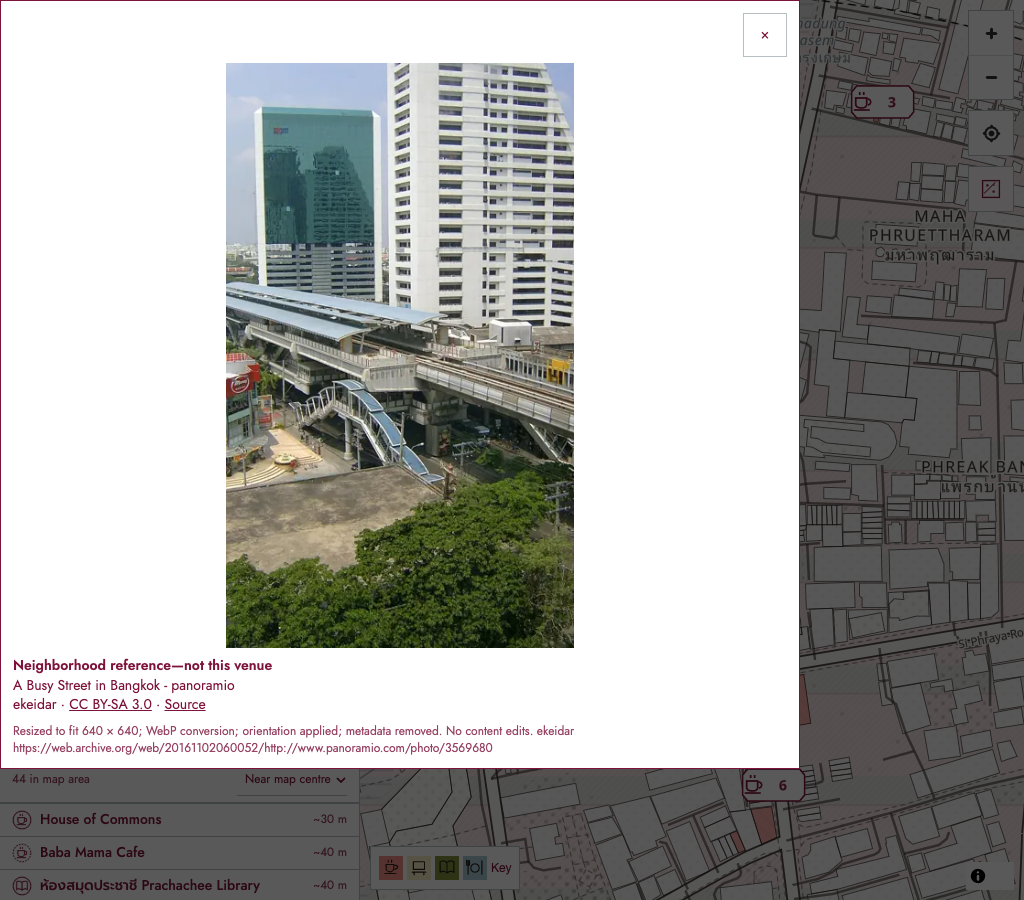 ×
Neighborhood reference—not this venue
A Busy Street in Bangkok - panoramio
ekeidar · CC BY-SA 3.0 · Source
Resized to fit 640 × 640; WebP conversion; orientation applied; metadata removed. No content edits. ekeidar
https://web.archive.org/web/20161102060052/http://www.panoramio.com/photo/3569680
44 in map area
Near map centre
House of Commons
~30 m
Baba Mama Cafe
~40 m
ห้องสมุดประชาชี Prachachee Library
~40 m
Key
+
−
3
MAHA
PHRUETTHARAM
มหาพฤฒาราม
PHREAK BAN
แพรกบ้าน
Si Phraya Ro
6